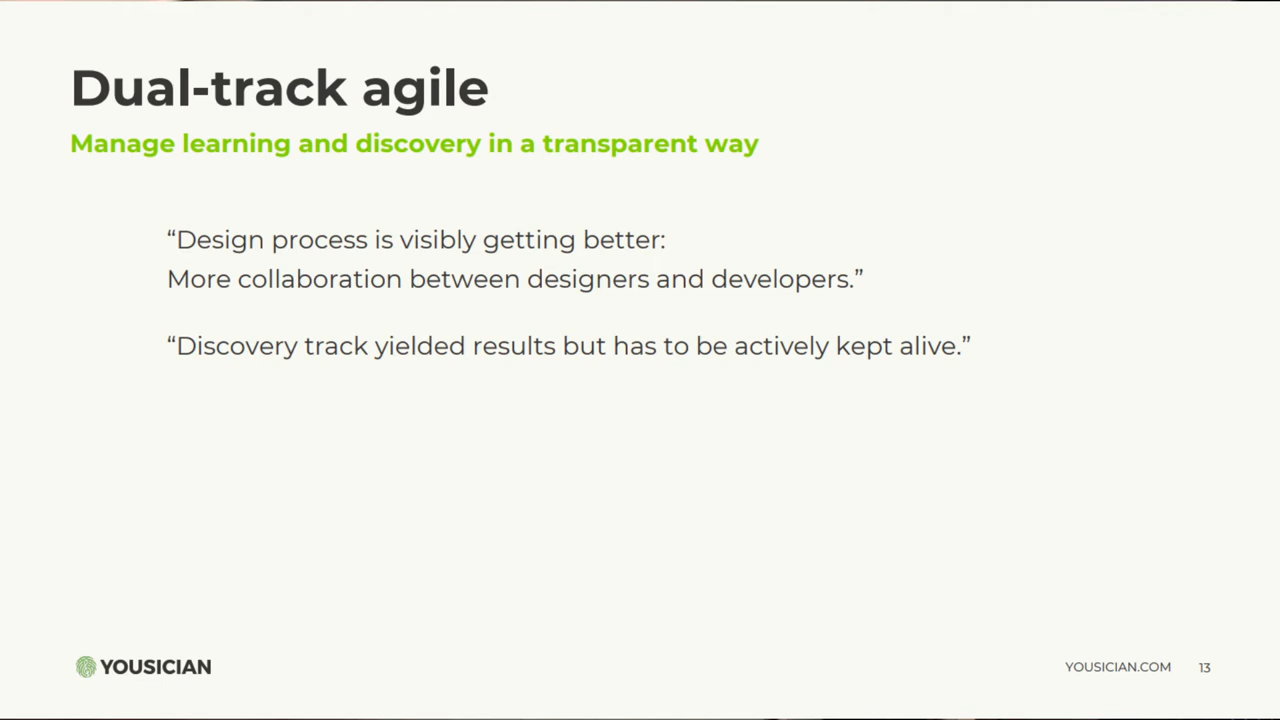 Dual-track agile
Manage learning and discovery in a transparent way
“Design process is visibly getting better:
More collaboration between designers and developers.”
“Discovery track yielded results but has to be actively kept alive.”
YOUSICIAN
YOUSICIAN.COM 13